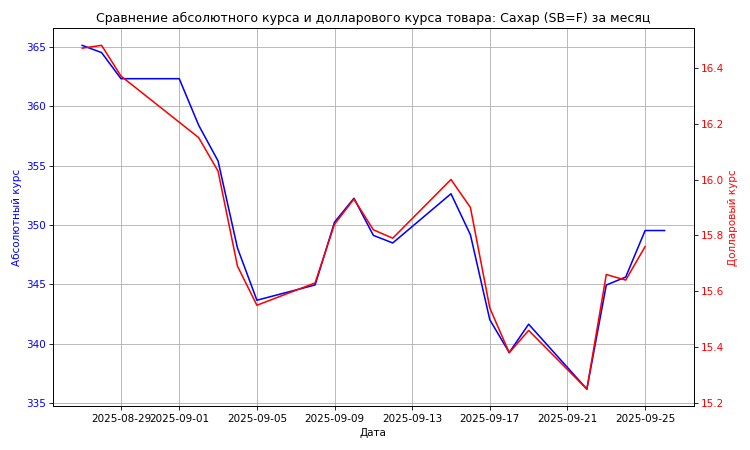 Сравнение абсолютного курса и долларового курса товара: Сахар (SB=F) за месяц
Абсолютный курс
365
360
355
350
345
340
335
Долларовый курс
16.4
16.2
16.0
15.8
15.6
15.4
15.2
2025-08-29 2025-09-01 2025-09-05 2025-09-09 2025-09-13 2025-09-17 2025-09-21 2025-09-25
Дата